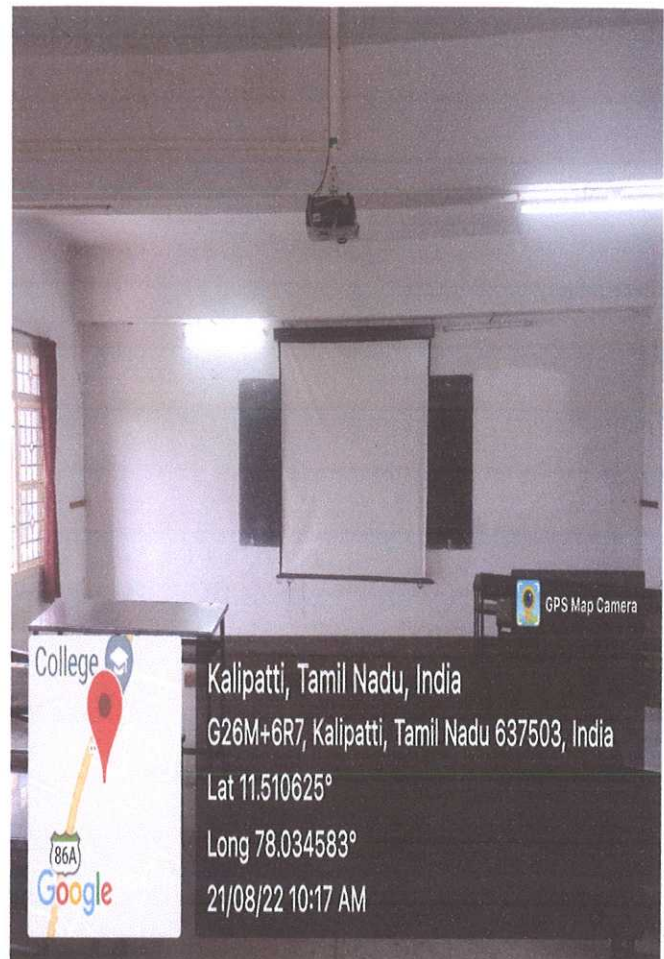 GPS Map Camera
College
86A
Google
Kalipatti, Tamil Nadu, India
G26M+6R7, Kalipatti, Tamil Nadu 637503, India
Lat 11.510625°
Long 78.034583°
21/08/22 10:17 AM